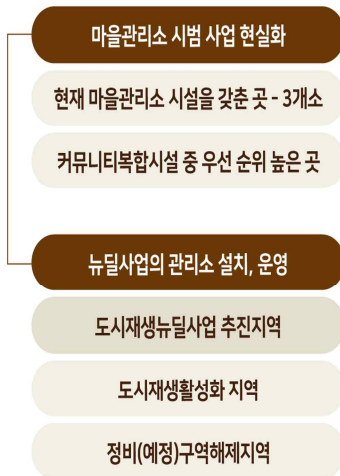 마을관리소 시범 사업 현실화
현재 마을관리소 시설을 갖춘 곳 - 3개소
커뮤니티복합시설 중 우선 순위 높은 곳
뉴딜사업의 관리소 설치, 운영
도시재생뉴딜사업 추진지역
도시재생활성화 지역
정비(예정)구역해제지역